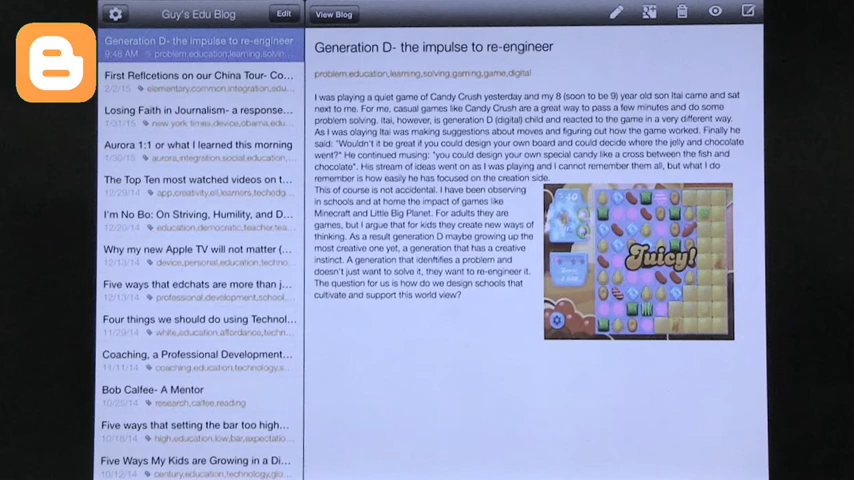 Guy's Edu Blog
Edit
View Blog
Generation D- the impulse to re-engineer
9:48 AM problem,education,learning,solvin...
First Reflcetions on our China Tour- Co...
2/2/15 elementary,common,integration,edu...
Losing Faith in Journalism- a response...
1/31/15 new york times,device,obama,edu...
Aurora 1:1 or what I learned this morning
1/30/15 aurora,integration,social,education,...
The Top Ten most watched videos on t...
12/28/14 app,creativity,ell,learners,techedg...
I'm No Bo: On Striving, Humility, and D...
12/20/14 education,democratic,teacher,tea...
Why my new Apple TV will not matter (...
12/13/14 device,personal,education,techno...
Five ways that edchats are more than j...
12/13/14 professional,development,school,...
Four things we should do using Technol...
11/29/14 white,education,affordance,techn...
Coaching, a Professional Development...
11/11/14 coaching,education,technology,s...
Bob Calfee- A Mentor
10/25/14 research,calfee,reading
Five ways that setting the bar too high...
10/18/14 high,education,low,bar,expectatio...
Five Ways My Kids are Growing in a Di...
10/12/14 century,education,technology,glo...
Generation D- the impulse to re-engineer
problem,education,learning,solving,gaming,game,digital
I was playing a quiet game of Candy Crush yesterday and my 8 (soon to be 9) year old son Itai came and sat
next to me. For me, casual games like Candy Crush are a great way to pass a few minutes and do some
problem solving. Itai, however, is generation D (digital) child and reacted to the game in a very different way.
As I was playing Itai was making suggestions about moves and figuring out how the game worked. Finally he
said: "Wouldn't it be great if you could design your own board and could decide where the jelly and chocolate
went?" He continued musing: "you could design your own special candy like a cross between the fish and
chocolate". His stream of ideas went on as I was playing and I cannot remember them all, but what I do
remember is how easily he has focused on the creation side.
This of course is not accidental. I have been observing
in schools and at home the impact of games like
Minecraft and Little Big Planet. For adults they are
games, but I argue that for kids they create new ways of
thinking. As a result generation D maybe growing up the
most creative one yet, a generation that has a creative
instinct. A generation that identifies a problem and
doesn't just want to solve it, they want to re-engineer it.
The question for us is how do we design schools that
cultivate and support this world view?
Juicy!